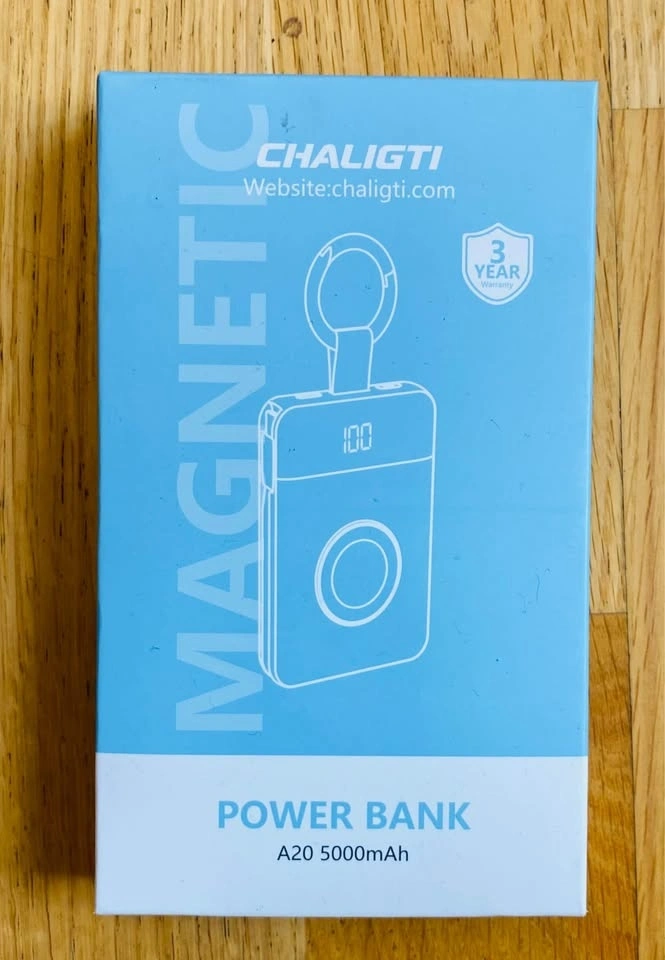 MAGNETIC
CHALIGTI
Website:chaligti.com
3
YEAR
Warranty
100
POWER BANK
A20 5000mAh